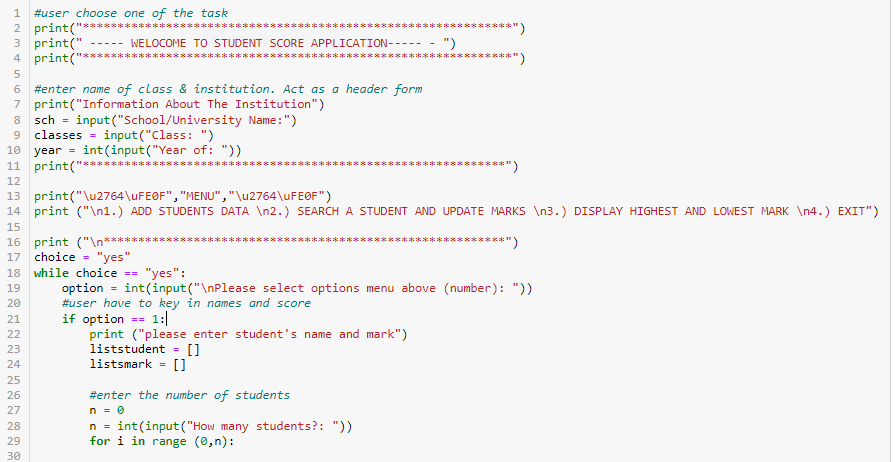 1 #user choose one of the task
2 print("**************************************************************")
3 print(" ----- WELOCOME TO STUDENT SCORE APPLICATION----- - ")
4 print("**************************************************************")
5
6 #enter name of class & institution. Act as a header form
7 print("Information About The Institution")
8 sch = input("School/University Name:")
9 classes = input("Class: ")
10 year = int(input("Year of: "))
11 print("*************************************************************")
12
13 print("\u2764\uFE0F","MENU","\u2764\uFE0F")
14 print ("\n1.) ADD STUDENTS DATA \n2.) SEARCH A STUDENT AND UPDATE MARKS \n3.) DISPLAY HIGHEST AND LOWEST MARK \n4.) EXIT")
15
16 print ("\n**********************************************************")
17 choice = "yes"
18 while choice == "yes":
19 option = int(input("\nPlease select options menu above (number): "))
20 #user have to key in names and score
21 if option == 1:
22 print ("please enter student's name and mark")
23 liststudent = []
24 listsmark = []
25
26 #enter the number of students
27 n = 0
28 n = int(input("How many students?: "))
29 for i in range (0,n):
30